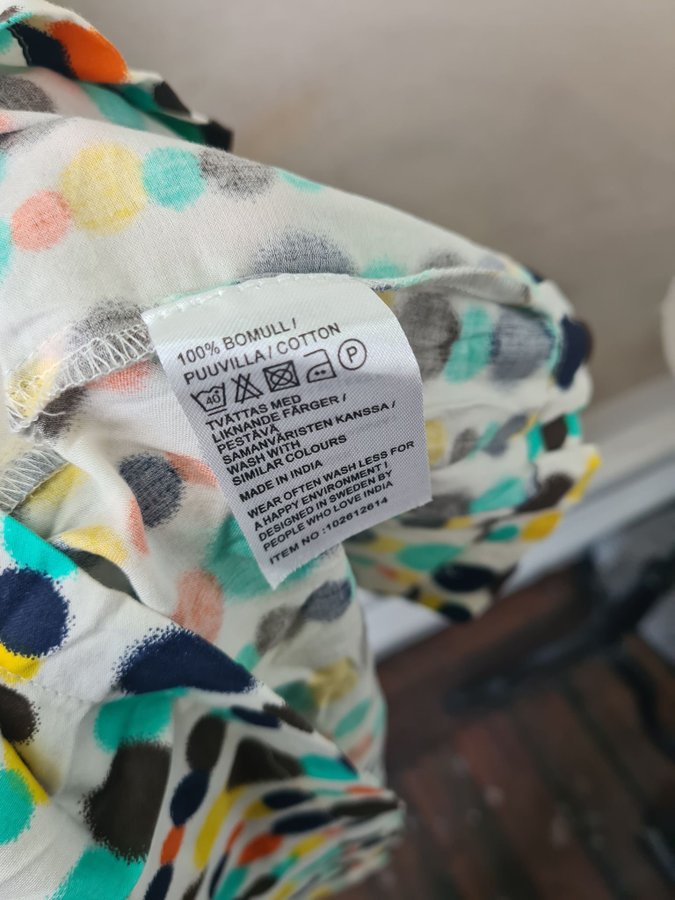 100% BOMULL /
PUUVILLA / COTTON
40 P
TVÄTTAS MED
LIKNANDE FÄRGER /
PESTÄVÄ
SAMANVÄRISTEN KANSSA /
WASH WITH
SIMILAR COLOURS
MADE IN INDIA
WEAR OFTEN WASH LESS FOR
A HAPPY ENVIRONMENT |
DESIGNED IN SWEDEN BY
PEOPLE WHO LOVE INDIA
ITEM NO :102612614